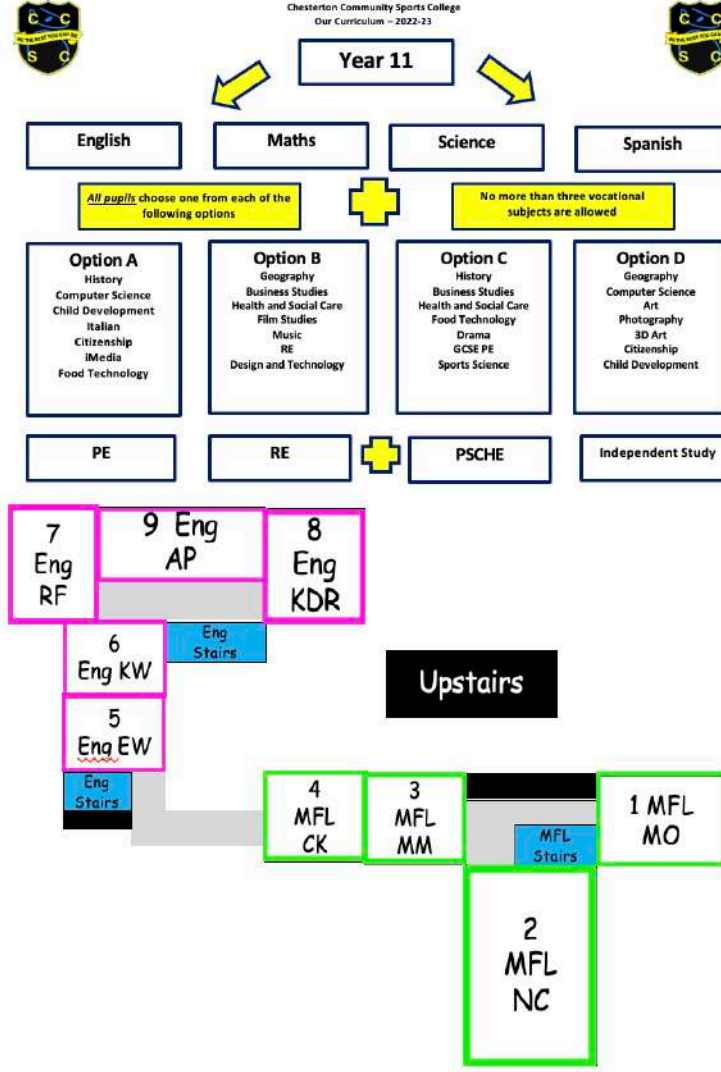 Chesterton Community Sports College
Our Curriculum – 2022-23
C C
BE THE BEST YOU CAN BE
S C
C C
S C
Year 11
English
Maths
Science
Spanish
All pupils choose one from each of the
following options
No more than three vocational
subjects are allowed
Option A
History
Computer Science
Child Development
Italian
Citizenship
iMedia
Food Technology
Option B
Geography
Business Studies
Health and Social Care
Film Studies
Music
RE
Design and Technology
Option C
History
Business Studies
Health and Social Care
Food Technology
Drama
GCSE PE
Sports Science
Option D
Geography
Computer Science
Art
Photography
3D Art
Citizenship
Child Development
PE
RE
PSCHE
Independent Study
7
Eng
RF
9 Eng
AP
8
Eng
KDR
6
Eng KW
Eng
Stairs
Upstairs
5
Eng EW
Eng
Stairs
4
MFL
CK
3
MFL
MM
MFL
Stairs
1 MFL
MO
2
MFL
NC